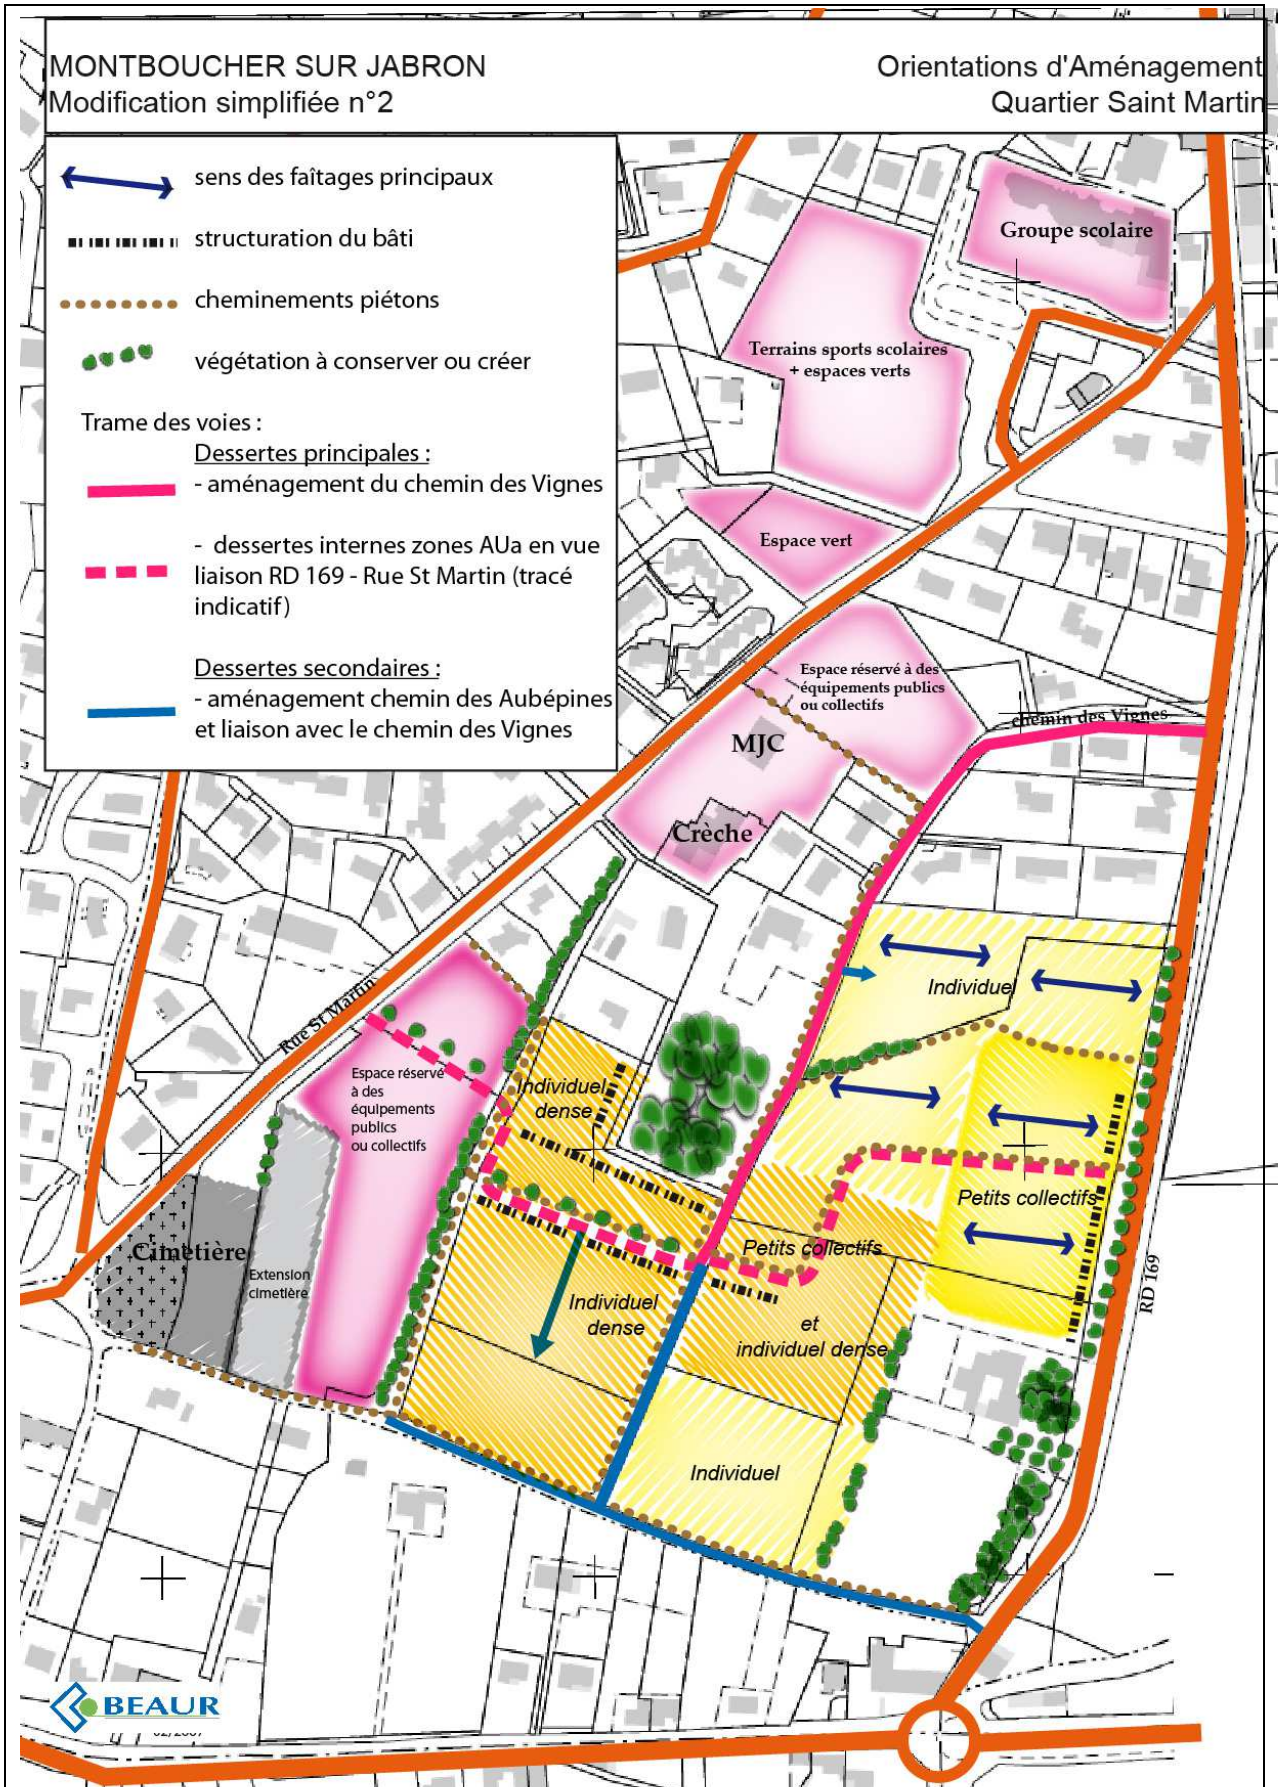 MONTBOUCHER SUR JABRON
Modification simplifiée n°2
Orientations d'Aménagement
Quartier Saint Martin
sens des faîtages principaux
structuration du bâti
cheminements piétons
végétation à conserver ou créer
Trame des voies :
Dessertes principales :
- aménagement du chemin des Vignes
- dessertes internes zones AUa en vue
liaison RD 169 - Rue St Martin (tracé
indicatif)
Dessertes secondaires :
- aménagement chemin des Aubépines
et liaison avec le chemin des Vignes
Groupe scolaire
Terrains sports scolaires
+ espaces verts
Espace vert
Espace réservé à des
équipements publics
ou collectifs
chemin des Vignes
MJC
Crèche
Individuel
Rue St Martin
Espace réservé
à des
équipements
publics
ou collectifs
Individuel
dense
Petits collectifs
Cimetière
Extension
cimetière
Petits collectifs
et
individuel dense
Individuel
dense
RD 169
Individuel
BEAUR